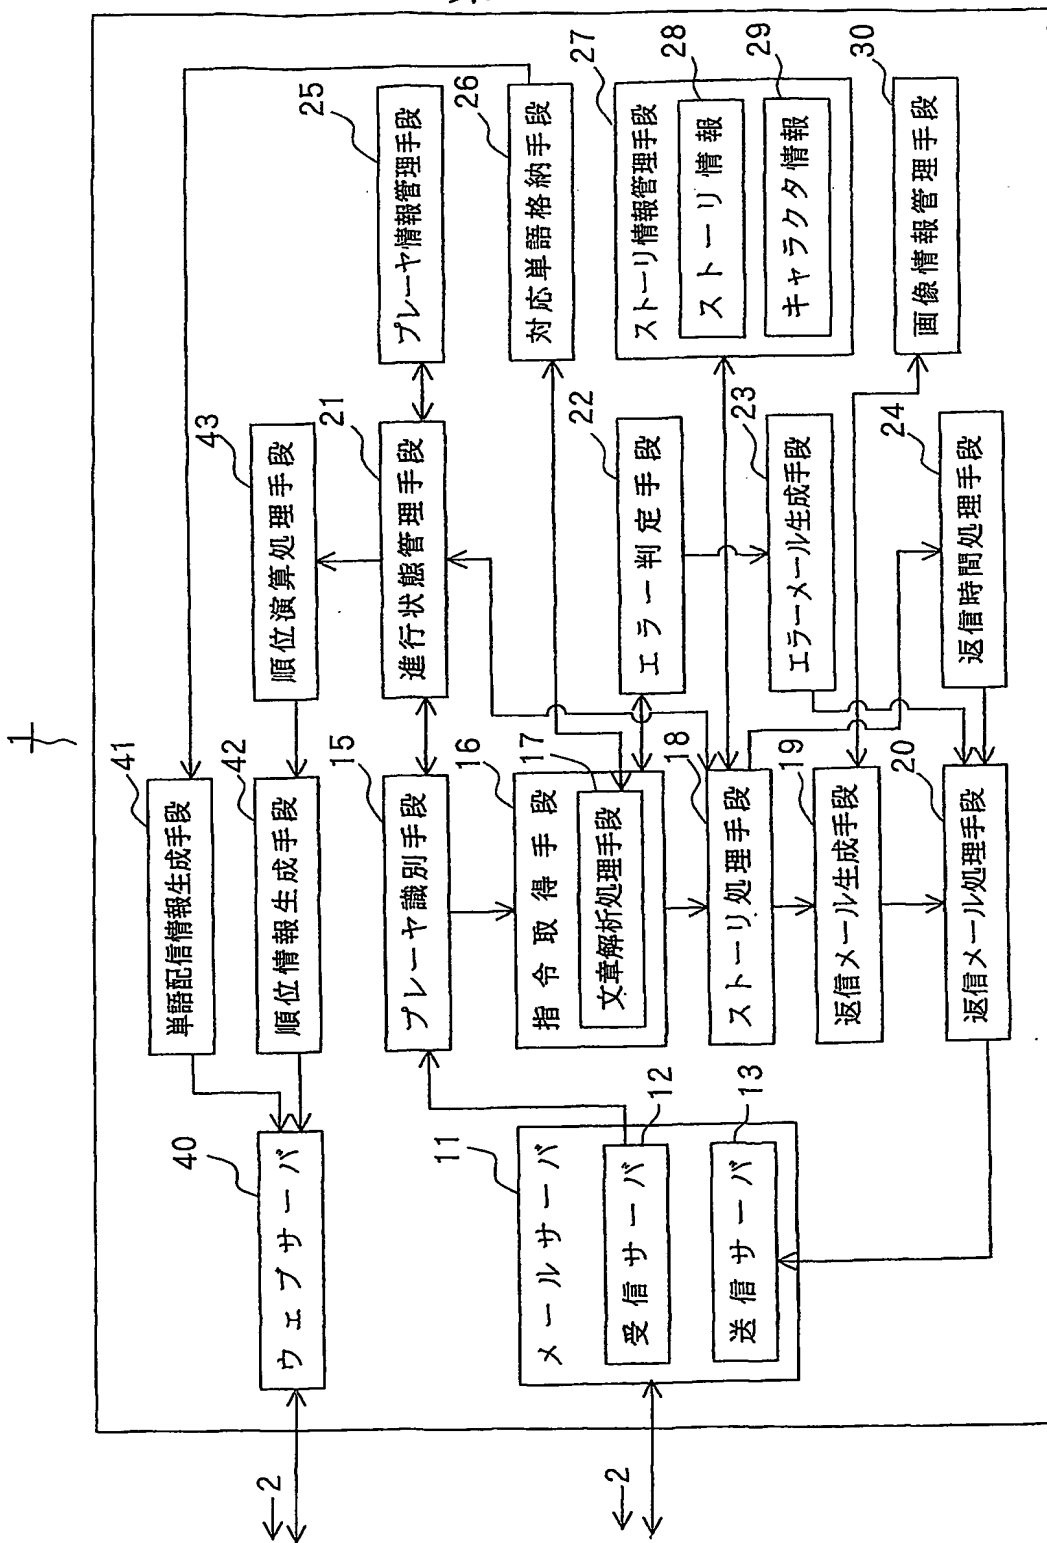 1
41
単語配信情報生成手段
43
順位演算処理手段
42
順位情報生成手段
40
ウェブサーバ
2
25
プレーヤ情報管理手段
21
進行状態管理手段
15
プレーヤ識別手段
26
対応単語格納手段
16
指令取得手段
17
文章解析処理手段
11
メールサーバ
12
受信サーバ
13
送信サーバ
2
22
エラー判定手段
27
ストーリ情報管理手段
28
ストーリ情報
29
キャラクタ情報
18
ストーリ処理手段
23
エラーメール生成手段
19
返信メール生成手段
30
画像情報管理手段
24
返信時間処理手段
20
返信メール処理手段